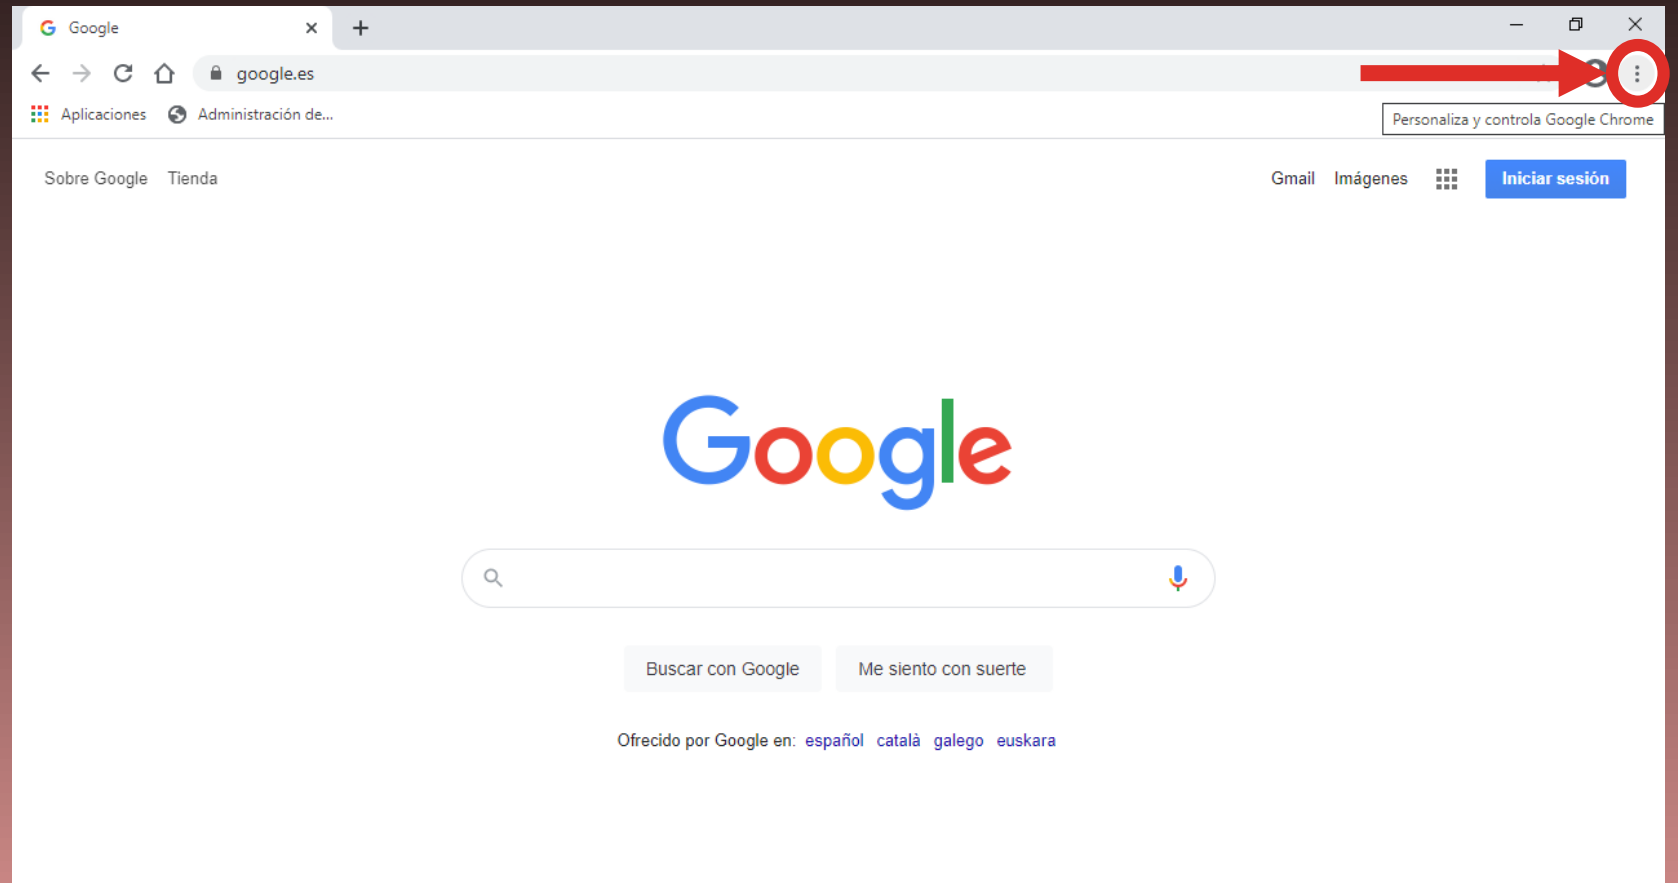 Google
google.es
Aplicaciones Administración de...
Personaliza y controla Google Chrome
Sobre Google Tienda
Gmail Imágenes Iniciar sesión
Google
Buscar con Google Me siento con suerte
Ofrecido por Google en: español català galego euskara